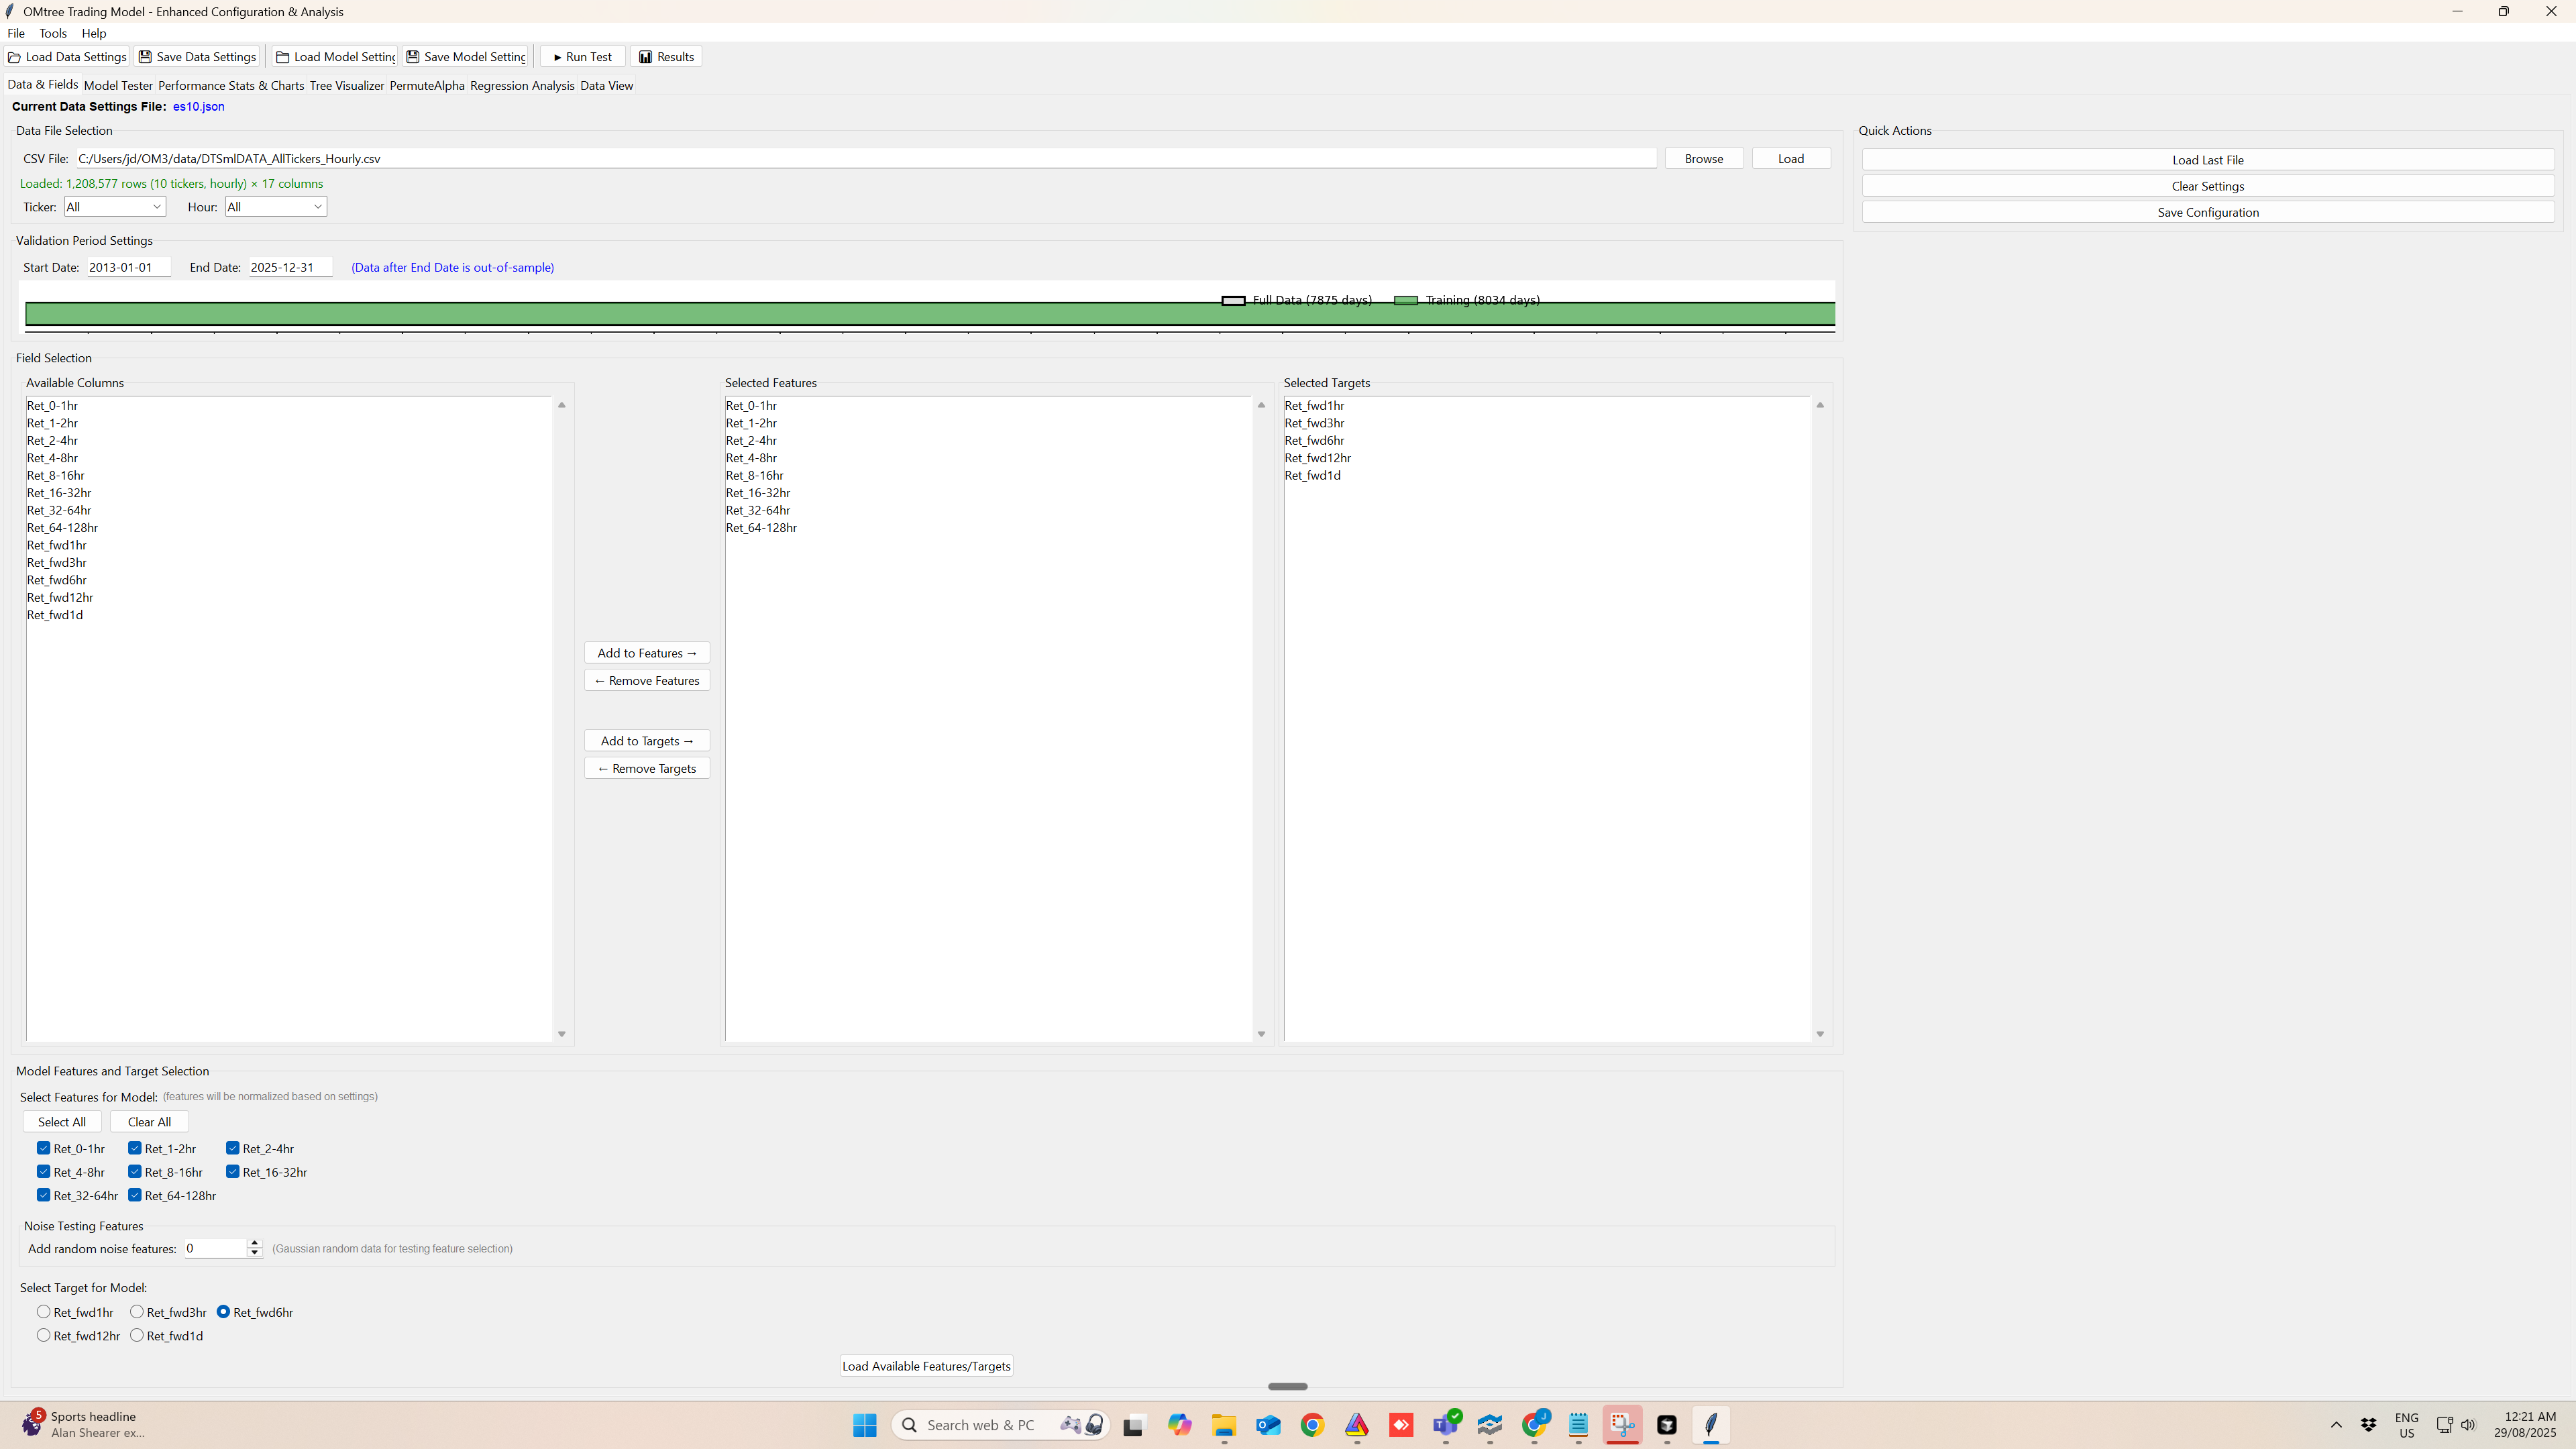 OMtree Trading Model - Enhanced Configuration & Analysis
File Tools Help
Load Data Settings Save Data Settings Load Model Setting Save Model Setting ► Run Test Results
Data & Fields Model Tester Performance Stats & Charts Tree Visualizer PermuteAlpha Regression Analysis Data View
Current Data Settings File: es10.json
Data File Selection
CSV File: C:/Users/jd/OM3/data/DTSmlDATA_AllTickers_Hourly.csv Browse Load
Loaded: 1,208,577 rows (10 tickers, hourly) × 17 columns
Ticker: All Hour: All
Quick Actions
Load Last File
Clear Settings
Save Configuration
Validation Period Settings
Start Date: 2013-01-01 End Date: 2025-12-31 (Data after End Date is out-of-sample)
Full Data (7875 days) Training (8034 days)
Field Selection
Available Columns
Ret_0-1hr
Ret_1-2hr
Ret_2-4hr
Ret_4-8hr
Ret_8-16hr
Ret_16-32hr
Ret_32-64hr
Ret_64-128hr
Ret_fwd1hr
Ret_fwd3hr
Ret_fwd6hr
Ret_fwd12hr
Ret_fwd1d
Add to Features →
← Remove Features
Add to Targets →
← Remove Targets
Selected Features
Ret_0-1hr
Ret_1-2hr
Ret_2-4hr
Ret_4-8hr
Ret_8-16hr
Ret_16-32hr
Ret_32-64hr
Ret_64-128hr
Selected Targets
Ret_fwd1hr
Ret_fwd3hr
Ret_fwd6hr
Ret_fwd12hr
Ret_fwd1d
Model Features and Target Selection
Select Features for Model: (features will be normalized based on settings)
Select All Clear All
Ret_0-1hr Ret_1-2hr Ret_2-4hr
Ret_4-8hr Ret_8-16hr Ret_16-32hr
Ret_32-64hr Ret_64-128hr
Noise Testing Features
Add random noise features: 0 (Gaussian random data for testing feature selection)
Select Target for Model:
Ret_fwd1hr Ret_fwd3hr Ret_fwd6hr
Ret_fwd12hr Ret_fwd1d
Load Available Features/Targets
5
Sports headline
Alan Shearer ex...
Search web & PC
J
ENG
US
12:21 AM
29/08/2025